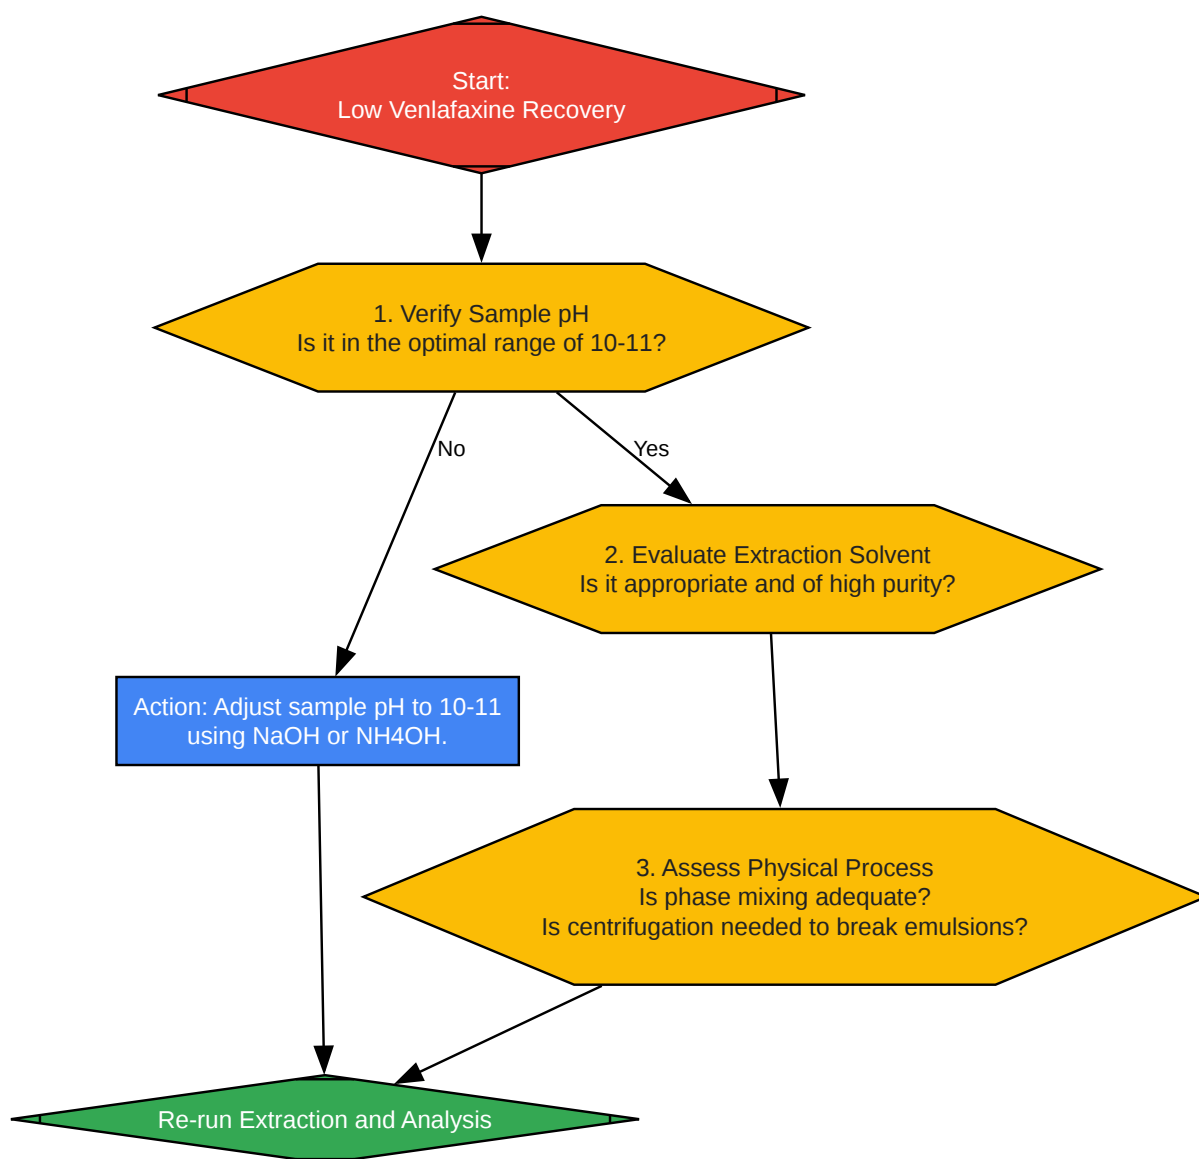 Start:
Low Venlafaxine Recovery
1. Verify Sample pH
Is it in the optimal range of 10-11?
No
Yes
2. Evaluate Extraction Solvent
Is it appropriate and of high purity?
Action: Adjust sample pH to 10-11
using NaOH or NH4OH.
3. Assess Physical Process
Is phase mixing adequate?
Is centrifugation needed to break emulsions?
Re-run Extraction and Analysis